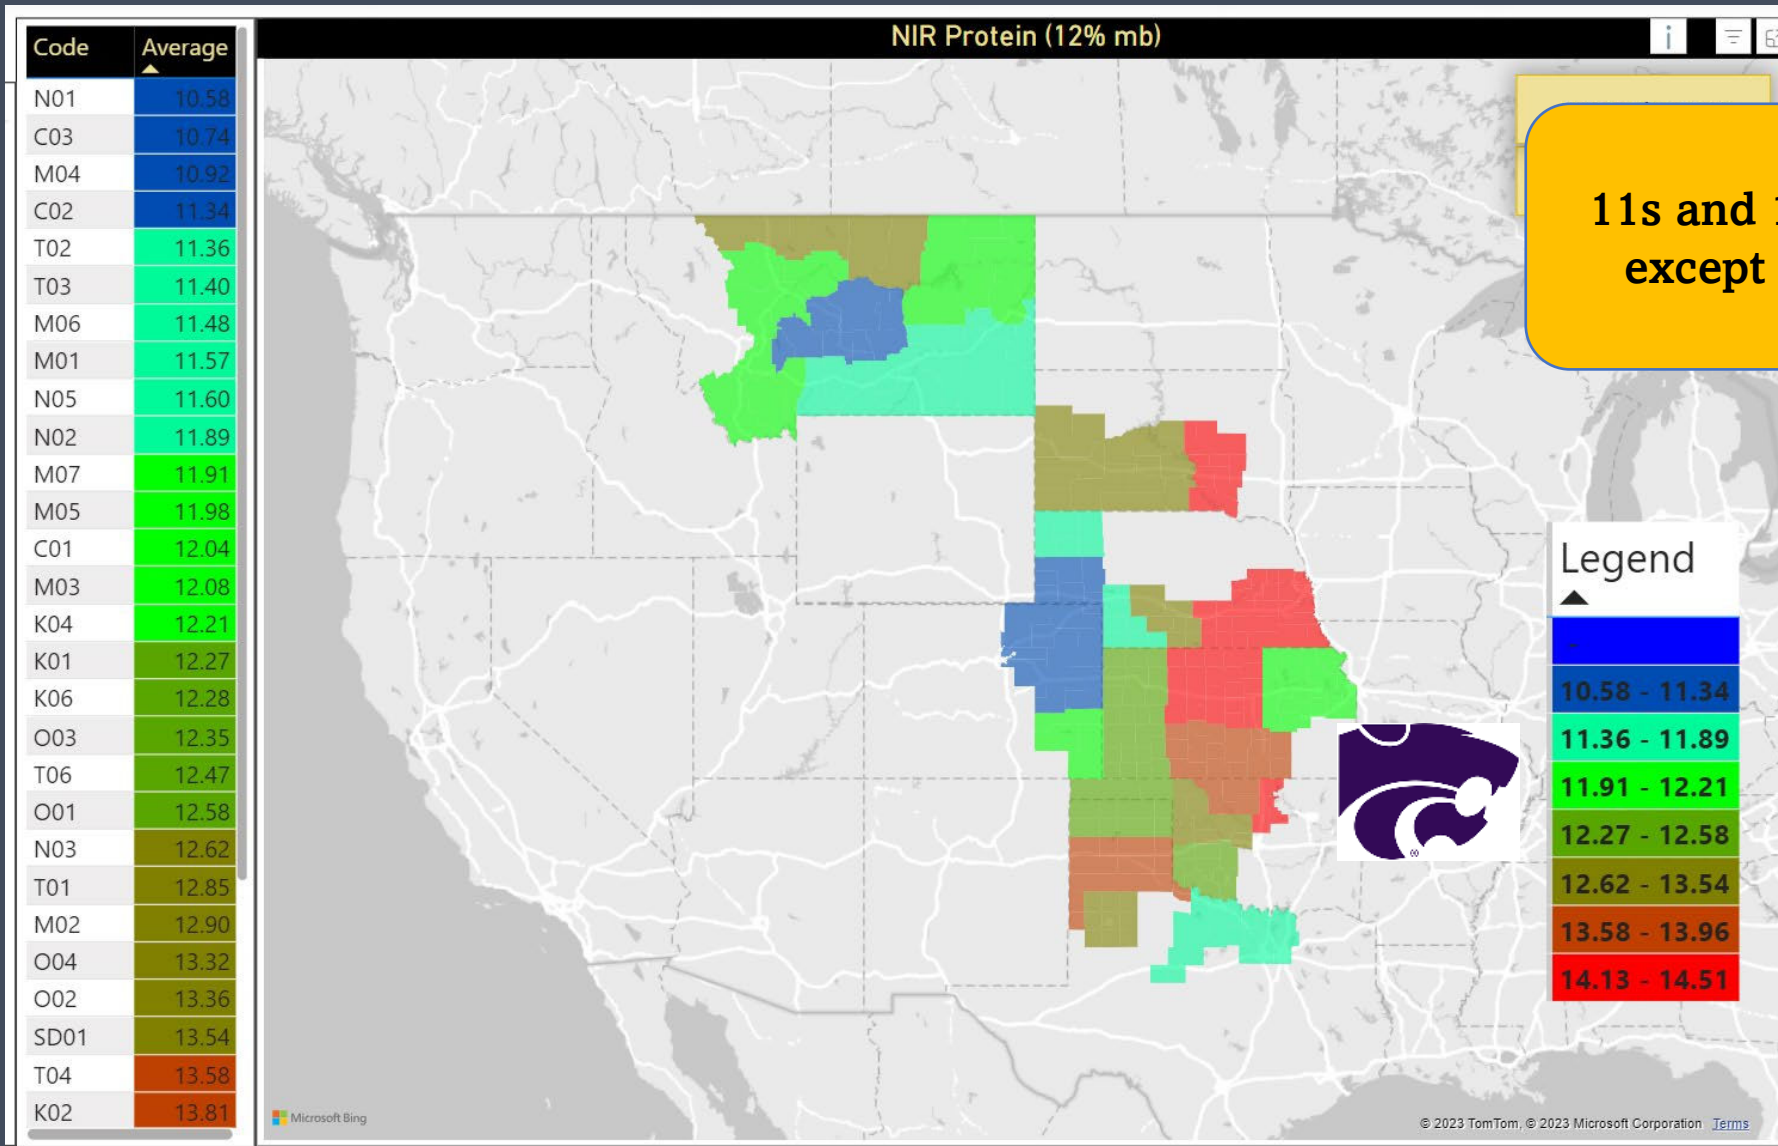 NIR Protein (12% mb)
Code Average
N01 10.58
C03 10.74
M04 10.92
C02 11.34
T02 11.36
T03 11.40
M06 11.48
M01 11.57
N05 11.60
N02 11.89
M07 11.91
M05 11.98
C01 12.04
M03 12.08
K04 12.21
K01 12.27
K06 12.28
O03 12.35
T06 12.47
O01 12.58
N03 12.62
T01 12.85
M02 12.90
O04 13.32
O02 13.36
SD01 13.54
T04 13.58
K02 13.81
11s and
except
Legend
-
10.58 - 11.34
11.36 - 11.89
11.91 - 12.21
12.27 - 12.58
12.62 - 13.54
13.58 - 13.96
14.13 - 14.51
Microsoft Bing
© 2023 TomTom, © 2023 Microsoft Corporation Terms